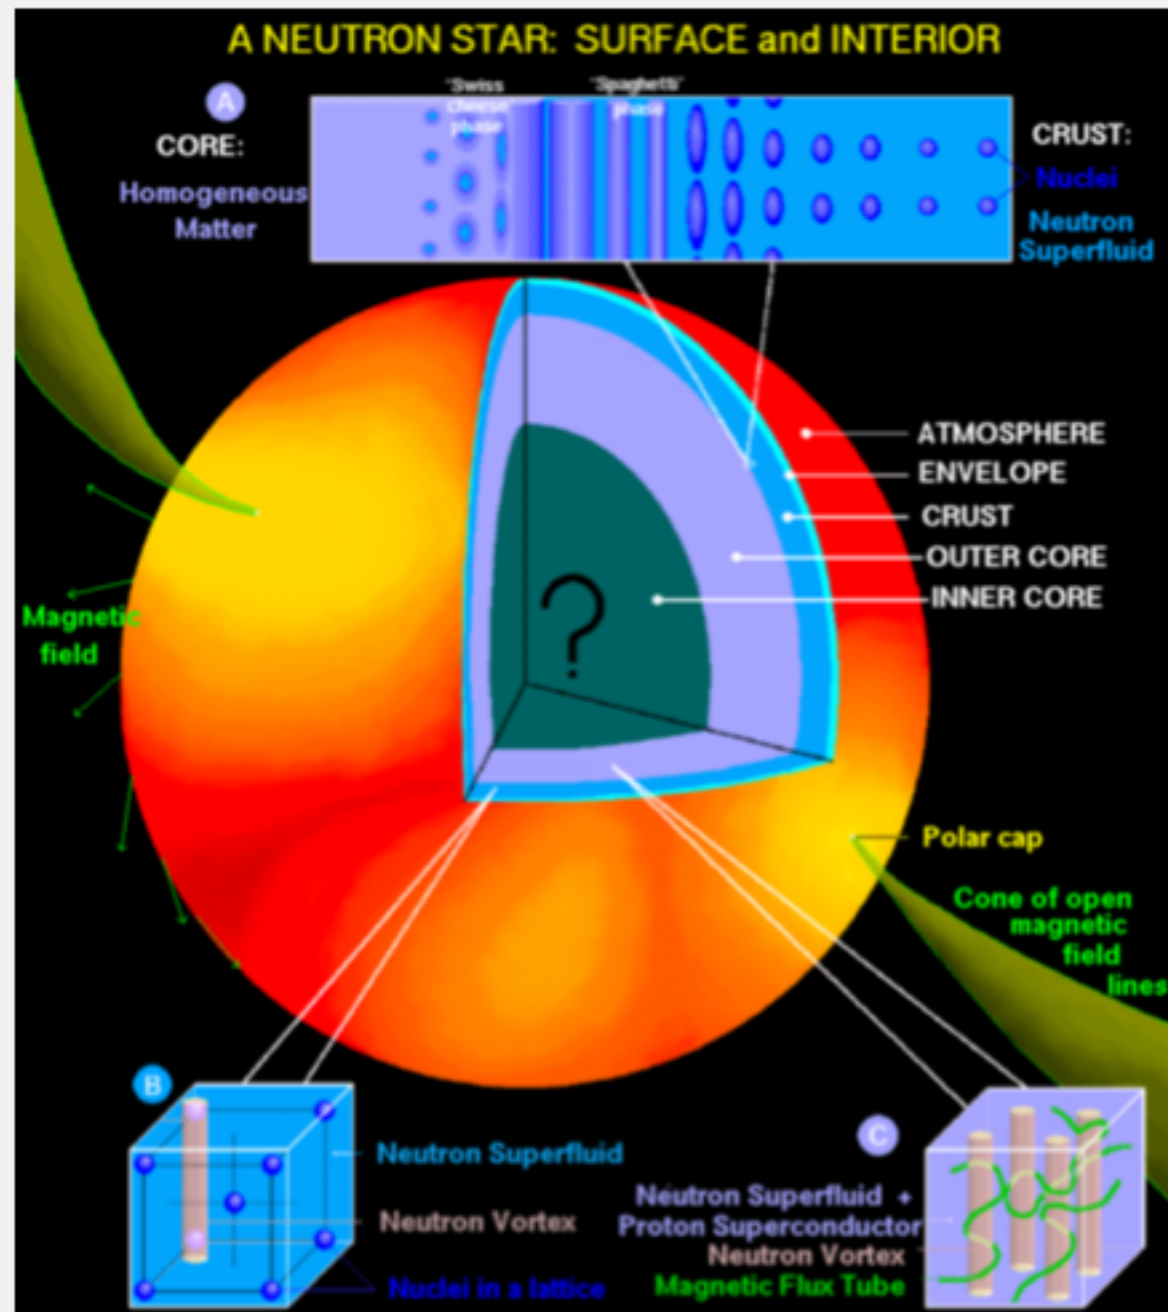 A NEUTRON STAR: SURFACE and INTERIOR
"Swiss
cheese
phase
"Spaghetti"
phase
A
CORE:
Homogeneous
Matter
CRUST:
Nuclei
Neutron
Superfluid
ATMOSPHERE
ENVELOPE
CRUST
OUTER CORE
INNER CORE
?
Magnetic
field
Polar cap
Cone of open
magnetic
field
lines
B
Neutron Superfluid
Neutron Vortex
Nuclei in a lattice
C
Neutron Superfluid +
Proton Superconductor
Neutron Vortex
Magnetic Flux Tube